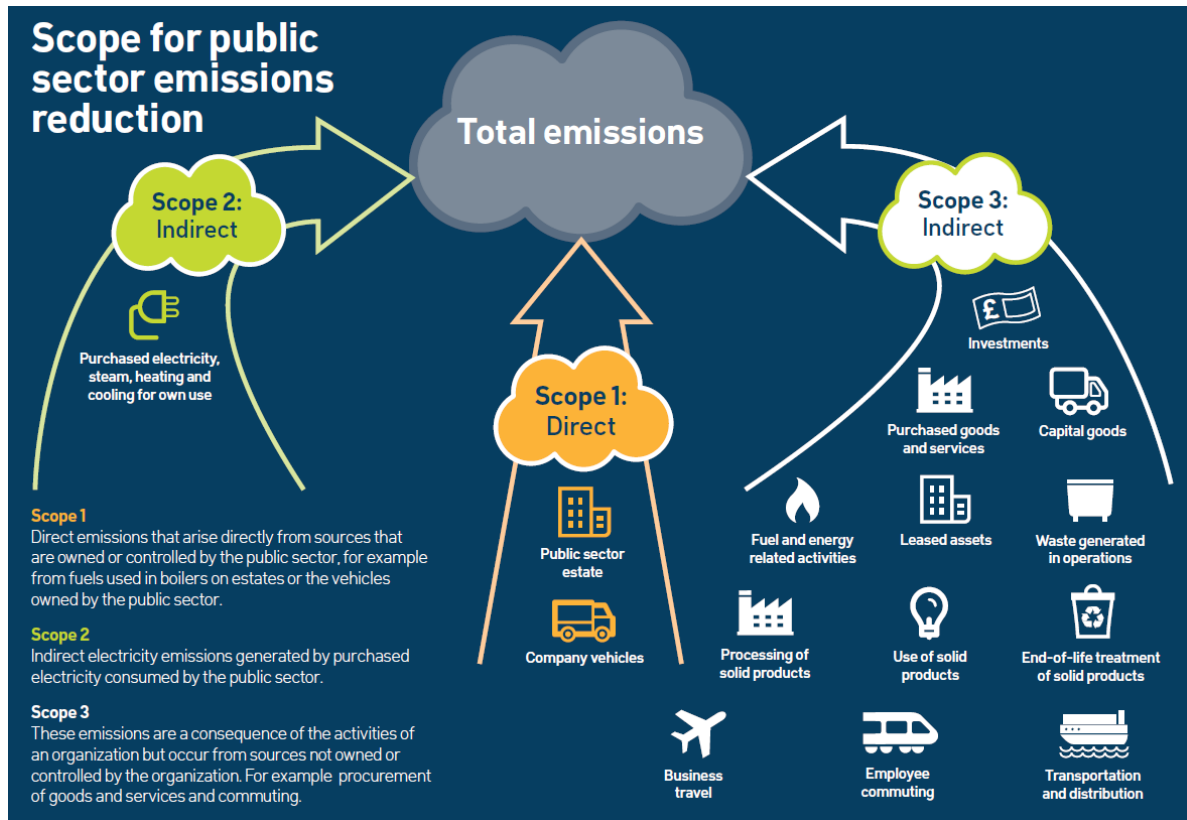 Scope for public
sector emissions
reduction
Total emissions
Scope 2:
Indirect
Scope 3:
Indirect
Purchased electricity,
steam, heating and
cooling for own use
Scope 1:
Direct
Public sector
estate
Company vehicles
£
Investments
Purchased goods
and services
Capital goods
Fuel and energy
related activities
Leased assets
Waste generated
in operations
Processing of
solid products
Use of solid
products
End-of-life treatment
of solid products
Business
travel
Employee
commuting
Transportation
and distribution
Scope 1
Direct emissions that arise directly from sources that
are owned or controlled by the public sector, for example
from fuels used in boilers on estates or the vehicles
owned by the public sector.
Scope 2
Indirect electricity emissions generated by purchased
electricity consumed by the public sector.
Scope 3
These emissions are a consequence of the activities of
an organization but occur from sources not owned or
controlled by the organization. For example procurement
of goods and services and commuting.